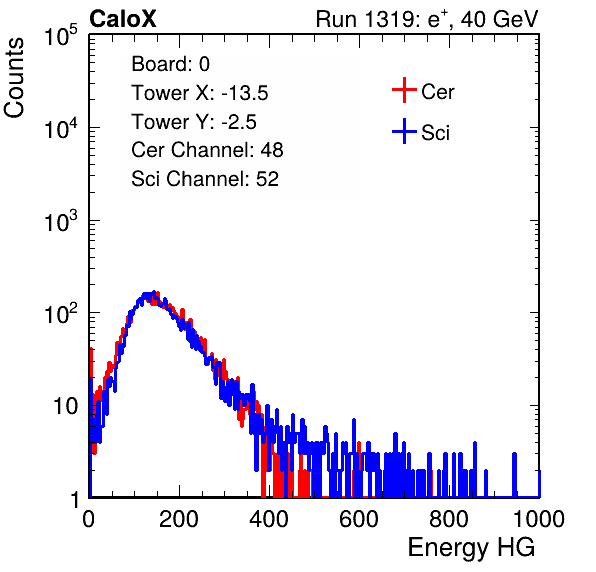 CaloX Run 1319: e⁺, 40 GeV
Counts
Board: 0
Tower X: -13.5
Tower Y: -2.5
Cer Channel: 48
Sci Channel: 52
Cer
Sci
10⁵
10⁴
10³
10²
10
1
0 200 400 600 800 1000
Energy HG